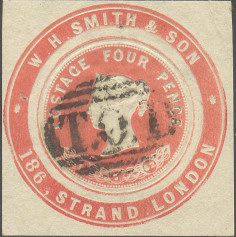 W. H. SMITH & SON
186, STRAND, LONDON
POSTAGE FOUR PENCE